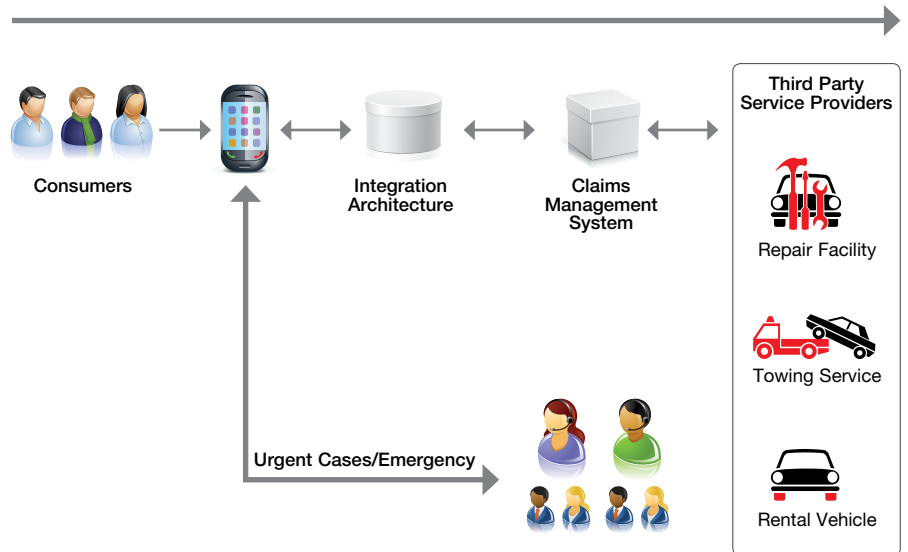 Third Party
Service Providers
Consumers
Integration
Architecture
Claims
Management
System
Repair Facility
Towing Service
Urgent Cases/Emergency
Rental Vehicle